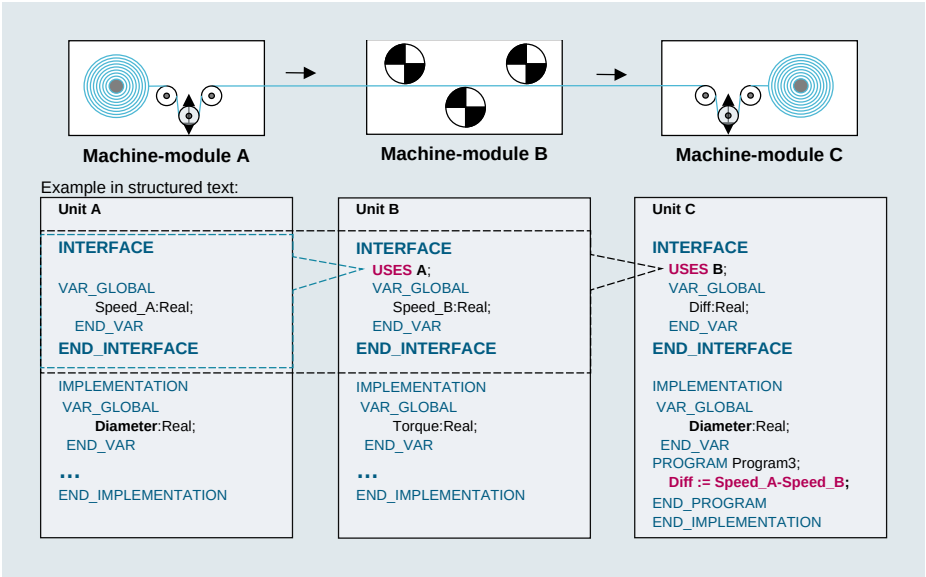 Machine-module A
Machine-module B
Machine-module C
Example in structured text:
Unit A
INTERFACE
VAR_GLOBAL
Speed_A:Real;
END_VAR
END_INTERFACE
IMPLEMENTATION
VAR_GLOBAL
Diameter:Real;
END_VAR
...
END_IMPLEMENTATION
Unit B
INTERFACE
USES A;
VAR_GLOBAL
Speed_B:Real;
END_VAR
END_INTERFACE
IMPLEMENTATION
VAR_GLOBAL
Torque:Real;
END_VAR
...
END_IMPLEMENTATION
Unit C
INTERFACE
USES B;
VAR_GLOBAL
Diff:Real;
END_VAR
END_INTERFACE
IMPLEMENTATION
VAR_GLOBAL
Diameter:Real;
END_VAR
PROGRAM Program3;
Diff := Speed_A-Speed_B;
END_PROGRAM
END_IMPLEMENTATION